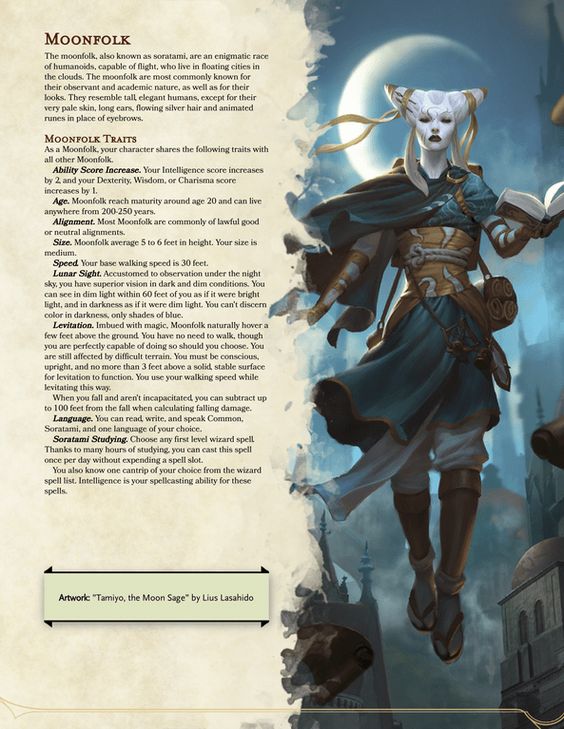 Moonfolk
The moonfolk, also known as soratami, are an enigmatic race
of humanoids, capable of flight, who live in floating cities in
the clouds. The moonfolk are most commonly known for
their observant and academic nature, as well as for their
looks. They resemble tall, elegant humans, except for their
very pale skin, long ears, flowing silver hair and animated
runes in place of eyebrows.
Moonfolk Traits
As a Moonfolk, your character shares the following traits with
all other Moonfolk.
Ability Score Increase. Your Intelligence score increases
by 2, and your Dexterity, Wisdom, or Charisma score
increases by 1.
Age. Moonfolk reach maturity around age 20 and can live
anywhere from 200-250 years.
Alignment. Most Moonfolk are commonly of lawful good
or neutral alignments.
Size. Moonfolk average 5 to 6 feet in height. Your size is
medium.
Speed. Your base walking speed is 30 feet.
Lunar Sight. Accustomed to observation under the night
sky, you have superior vision in dark and dim conditions. You
can see in dim light within 60 feet of you as if it were bright
light, and in darkness as if it were dim light. You can't discern
color in darkness, only shades of blue.
Levitation. Imbued with magic, Moonfolk naturally hover a
few feet above the ground. You have no need to walk, though
you are perfectly capable of doing so should you choose. You
are still affected by difficult terrain. You must be conscious,
upright, and no more than 3 feet above a solid, stable surface
for levitation to function. You use your walking speed while
levitating this way.
When you fall and aren't incapacitated, you can subtract up
to 100 feet from the fall when calculating falling damage.
Language. You can read, write, and speak Common,
Soratami, and one language of your choice.
Soratami Studying. Choose any first level wizard spell.
Thanks to many hours of studying, you can cast this spell
once per day without expending a spell slot.
You also know one cantrip of your choice from the wizard
spell list. Intelligence is your spellcasting ability for these
spells.
Artwork: "Tamiyo, the Moon Sage" by Lius Lasahido